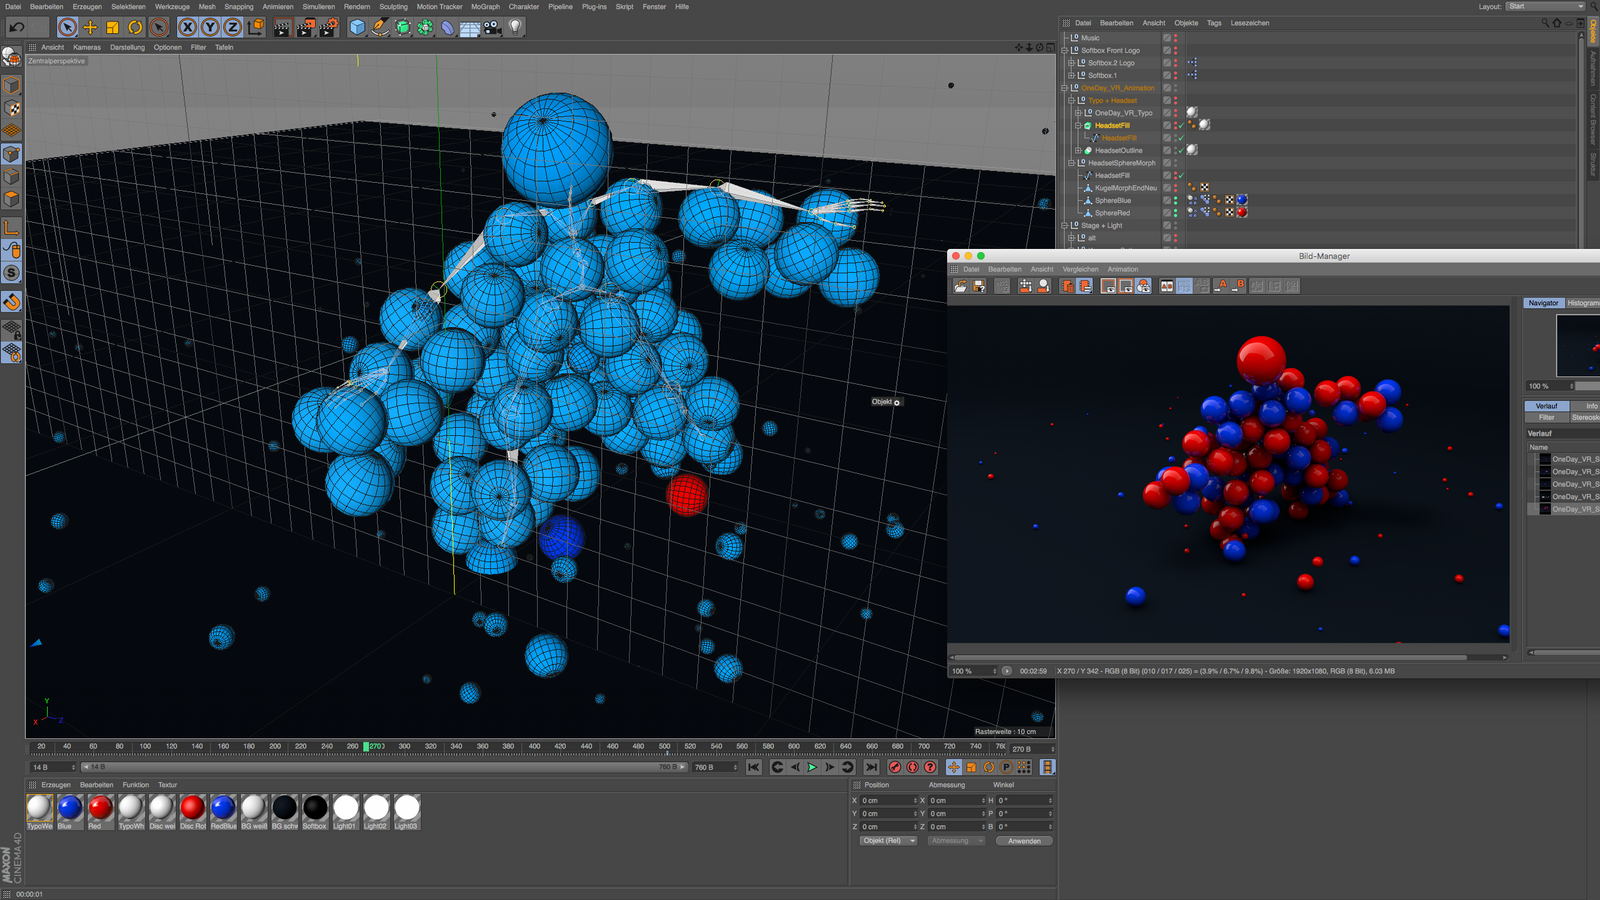 Datei Bearbeiten Erzeugen Selektieren Werkzeuge Mesh Snapping Animieren Simulieren Rendern Sculpting Motion Tracker MoGraph Charakter Pipeline Plug-ins Skript Fenster Hilfe Layout: Start
Ansicht Kameras Darstellung Optionen Filter Tafeln
Zentralperspektive
Objekt
Rasterweite : 10 cm
Y
X Z
Datei Bearbeiten Ansicht Objekte Tags Lesezeichen
Music
Softbox Front Logo
Softbox.2 Logo
Softbox.1
OneDay_VR_Animation
Typo + Headset
OneDay_VR_Typo
HeadsetFill
HeadsetFill
HeadsetOutline
HeadsetSphereMorph
HeadsetFill
KugelMorphEndNeu
SphereBlue
SphereRed
Stage + Light
alt
Objekte
Aufnahmen
Content Browser
Struktur
Bild-Manager
Datei Bearbeiten Ansicht Vergleichen Animation
Navigator Histogram
100 %
Verlauf Info
Filter Stereosk
Verlauf
Name
OneDay_VR_S
OneDay_VR_S
OneDay_VR_S
OneDay_VR_S
OneDay_VR_S
100 % 00:02:59 X 270 / Y 342 - RGB (8 Bit) (010 / 017 / 025) = (3.9% / 6.7% / 9.8%) - Größe: 1920x1080, RGB (8 Bit), 6.03 MB
20 40 60 80 100 120 140 160 180 200 220 240 260 270 300 320 340 360 380 400 420 440 460 480 500 520 540 560 580 600 620 640 660 680 700 720 740 76 270 B
14 B 14 B 760 B 760 B
Erzeugen Bearbeiten Funktion Textur
TypoWe Blue Red TypoWh Disc wei Disc Rot RedBlue BG weiß BG schw Softbox Light01 Light02 Light03
Position Abmessung Winkel
X 0 cm X 0 cm H 0 °
Y 0 cm Y 0 cm P 0 °
Z 0 cm Z 0 cm B 0 °
Objekt (Rel) Abmessung Anwenden
MAXON
CINEMA 4D
00:00:01